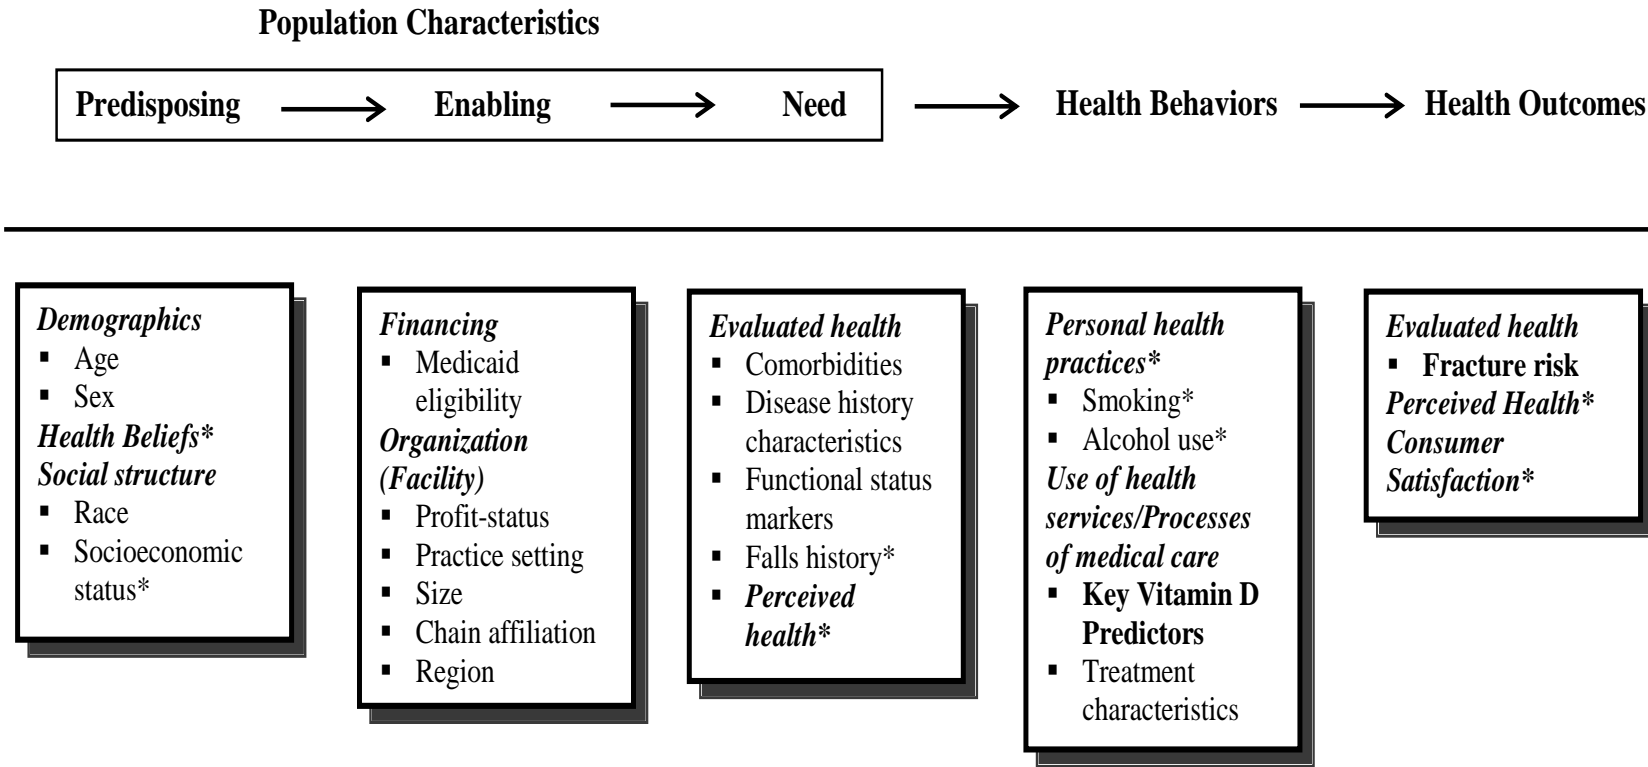 Population Characteristics
Predisposing
Enabling
Need
Health Behaviors
Health Outcomes
Demographics
▪ Age
▪ Sex
Health Beliefs*
Social structure
▪ Race
▪ Socioeconomic
status*
Financing
▪ Medicaid
eligibility
Organization
(Facility)
▪ Profit-status
▪ Practice setting
▪ Size
▪ Chain affiliation
▪ Region
Evaluated health
▪ Comorbidities
▪ Disease history
characteristics
▪ Functional status
markers
▪ Falls history*
▪ Perceived
health*
Personal health
practices*
▪ Smoking*
▪ Alcohol use*
Use of health
services/Processes
of medical care
▪ Key Vitamin D
Predictors
▪ Treatment
characteristics
Evaluated health
▪ Fracture risk
Perceived Health*
Consumer
Satisfaction*